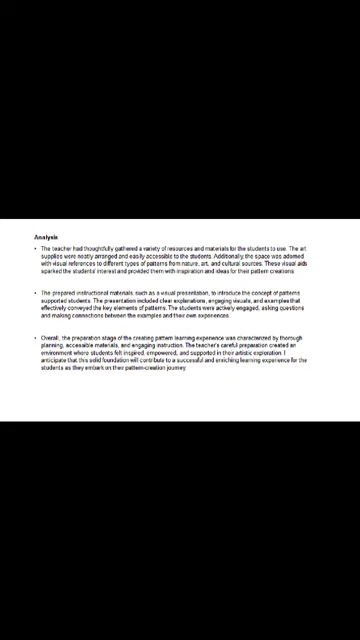 Analysis
• The teacher had thoughtfully gathered a variety of resources and materials for the students to use. The art
supplies were neatly arranged and easily accessible to the students. Additionally, the space was adorned
with visual references to different types of patterns from nature, art, and cultural sources. These visual aids
sparked the students' interest and provided them with inspiration and ideas for their pattern creations.
• The prepared instructional materials, such as a visual presentation, to introduce the concept of patterns
supported students. The presentation included clear explanations, engaging visuals, and examples that
effectively conveyed the key elements of patterns. The students were actively engaged, asking questions
and making connections between the examples and their own experiences.
• Overall, the preparation stage of the creating pattern learning experience was characterized by thorough
planning, accessible materials, and engaging instruction. The teacher's careful preparation created an
environment where students felt inspired, empowered, and supported in their artistic exploration. I
anticipate that this solid foundation will contribute to a successful and enriching learning experience for the
students as they embark on their pattern-creation journey.